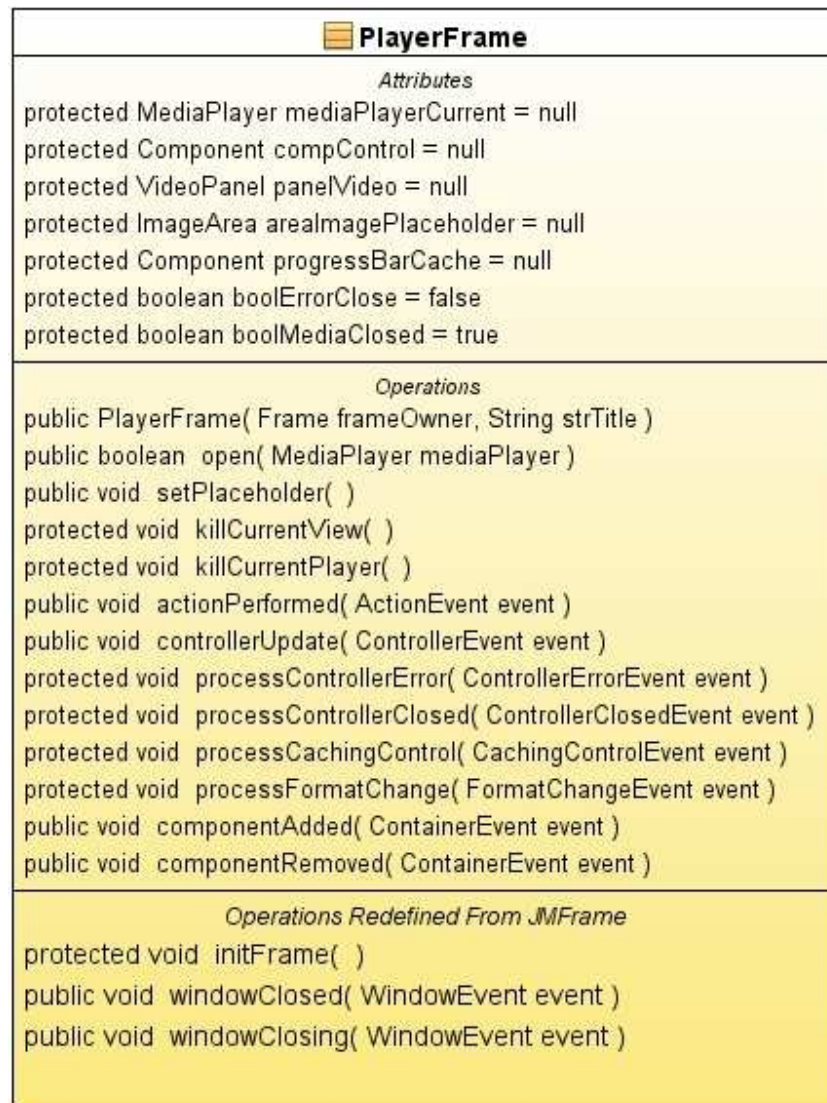 PlayerFrame
Attributes
protected MediaPlayer mediaPlayerCurrent = null
protected Component compControl = null
protected VideoPanel panelVideo = null
protected ImageArea areaImagePlaceholder = null
protected Component progressBarCache = null
protected boolean boolErrorClose = false
protected boolean boolMediaClosed = true
Operations
public PlayerFrame( Frame frameOwner, String strTitle )
public boolean open( MediaPlayer mediaPlayer )
public void setPlaceholder( )
protected void killCurrentView( )
protected void killCurrentPlayer( )
public void actionPerformed( ActionEvent event )
public void controllerUpdate( ControllerEvent event )
protected void processControllerError( ControllerErrorEvent event )
protected void processControllerClosed( ControllerClosedEvent event )
protected void processCachingControl( CachingControlEvent event )
protected void processFormatChange( FormatChangeEvent event )
public void componentAdded( ContainerEvent event )
public void componentRemoved( ContainerEvent event )
Operations Redefined From JMFrame
protected void initFrame( )
public void windowClosed( WindowEvent event )
public void windowClosing( WindowEvent event )